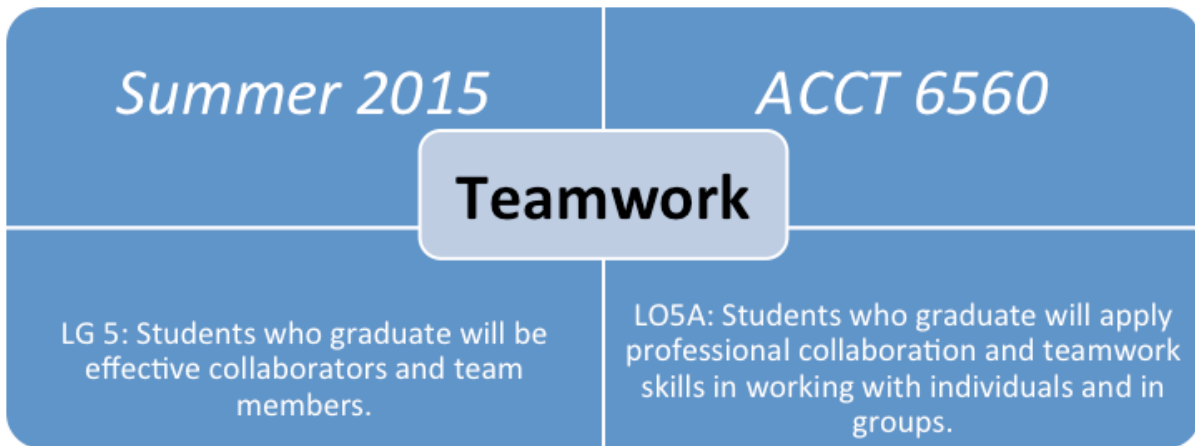 Summer 2015
ACCT 6560
Teamwork
LG 5: Students who graduate will be
effective collaborators and team
members.
LO5A: Students who graduate will apply
professional collaboration and teamwork
skills in working with individuals and in
groups.